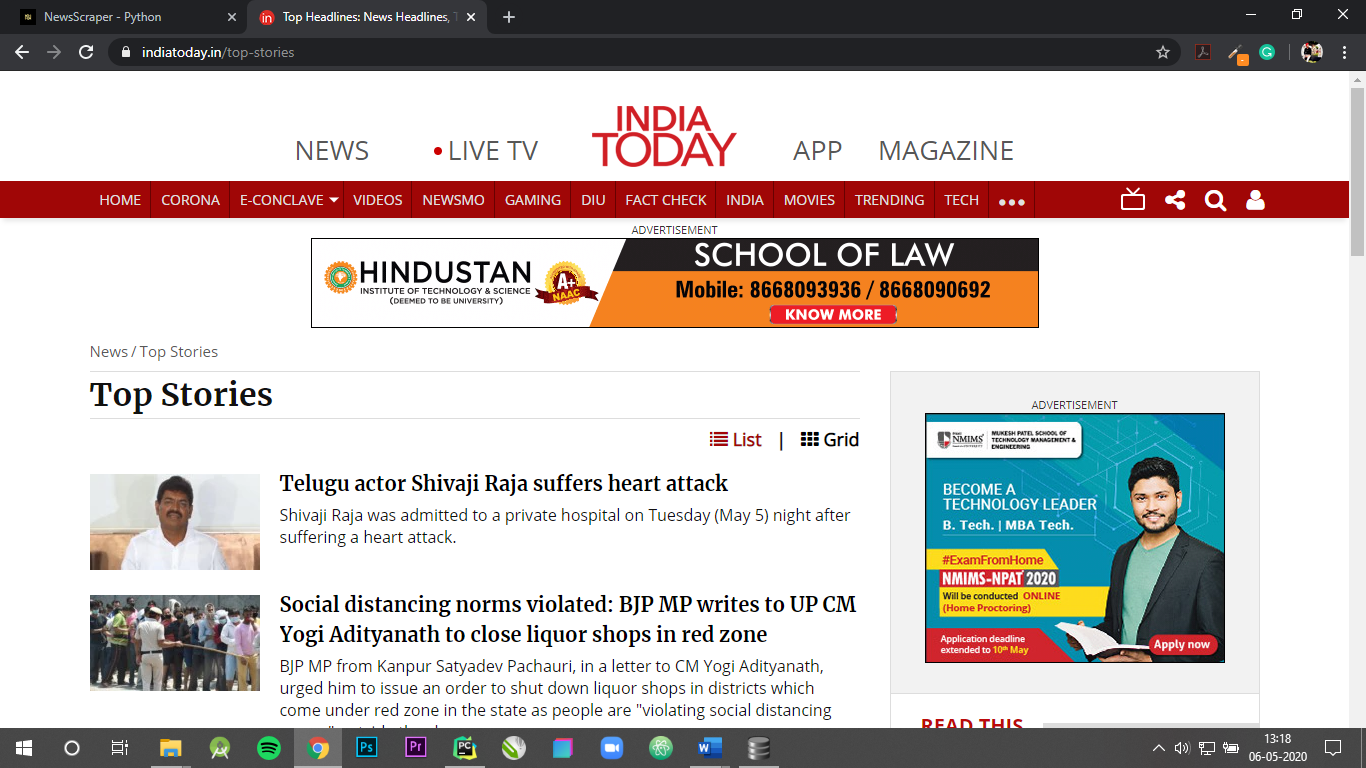 NewsScraper - Python
Top Headlines: News Headlines, T
indiatoday.in/top-stories
NEWS
LIVE TV
INDIA
TODAY
APP
MAGAZINE
HOME
CORONA
E-CONCLAVE
VIDEOS
NEWSMO
GAMING
DIU
FACT CHECK
INDIA
MOVIES
TRENDING
TECH
ADVERTISEMENT
HINDUSTAN
INSTITUTE OF TECHNOLOGY & SCIENCE
(DEEMED TO BE UNIVERSITY)
A+
NAAC
SCHOOL OF LAW
Mobile: 8668093936 / 8668090692
KNOW MORE
News / Top Stories
Top Stories
List | Grid
Telugu actor Shivaji Raja suffers heart attack
Shivaji Raja was admitted to a private hospital on Tuesday (May 5) night after
suffering a heart attack.
Social distancing norms violated: BJP MP writes to UP CM
Yogi Adityanath to close liquor shops in red zone
BJP MP from Kanpur Satyadev Pachauri, in a letter to CM Yogi Adityanath,
urged him to issue an order to shut down liquor shops in districts which
come under red zone in the state as people are "violating social distancing
ADVERTISEMENT
NMIMS
MUKESH PATEL SCHOOL OF
TECHNOLOGY MANAGEMENT &
ENGINEERING
BECOME A
TECHNOLOGY LEADER
B. Tech. | MBA Tech.
#ExamFromHome
NMIMS-NPAT 2020
Will be conducted ONLINE
(Home Proctoring)
Application deadline
extended to 10th May
Apply now
READ THIS
Ps
Pr
PC
W
13:18
06-05-2020